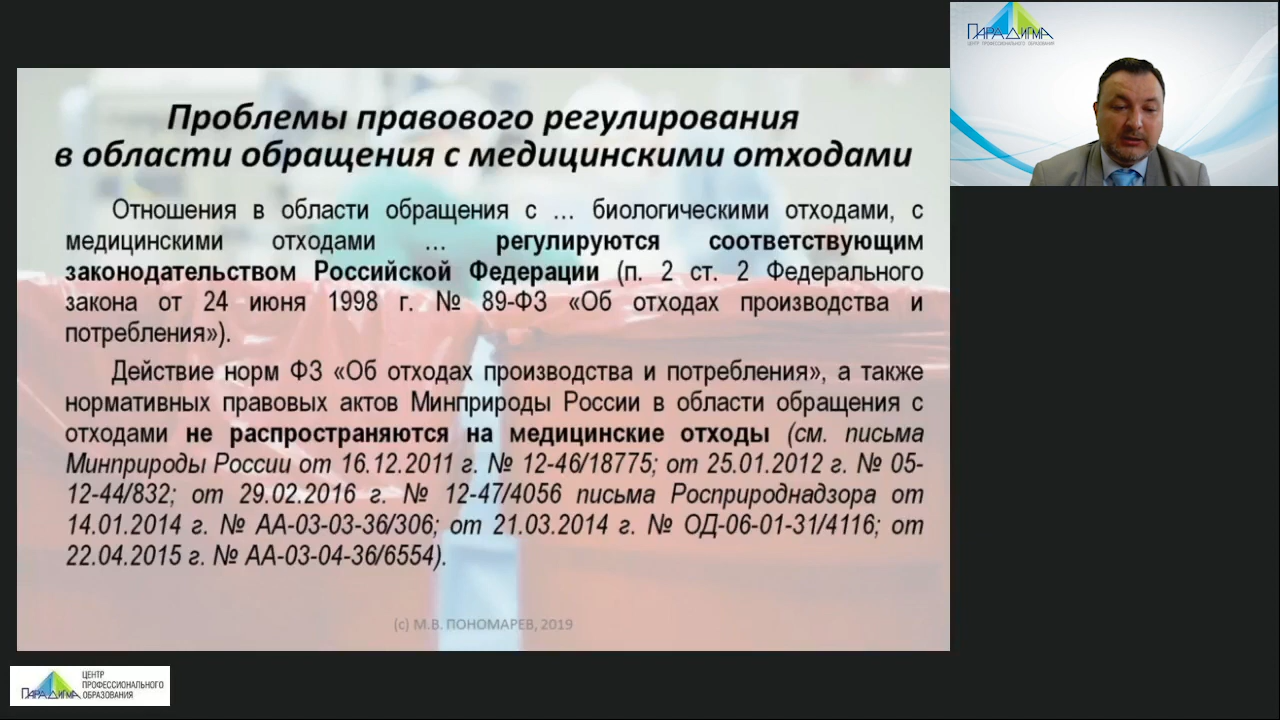 ПАРАДИГМА
ЦЕНТР ПРОФЕССИОНАЛЬНОГО ОБРАЗОВАНИЯ
Проблемы правового регулирования
в области обращения с медицинскими отходами
Отношения в области обращения с … биологическими отходами, с
медицинскими отходами … регулируются соответствующим
законодательством Российской Федерации (п. 2 ст. 2 Федерального
закона от 24 июня 1998 г. № 89-ФЗ «Об отходах производства и
потребления»).
Действие норм ФЗ «Об отходах производства и потребления», а также
нормативных правовых актов Минприроды России в области обращения с
отходами не распространяются на медицинские отходы (см. письма
Минприроды России от 16.12.2011 г. № 12-46/18775; от 25.01.2012 г. № 05-
12-44/832; от 29.02.2016 г. № 12-47/4056 письма Росприроднадзора от
14.01.2014 г. № АА-03-03-36/306; от 21.03.2014 г. № ОД-06-01-31/4116; от
22.04.2015 г. № АА-03-04-36/6554).
(с) М.В. ПОНОМАРЕВ, 2019
ПАРАДИГМА
ЦЕНТР
ПРОФЕССИОНАЛЬНОГО
ОБРАЗОВАНИЯ